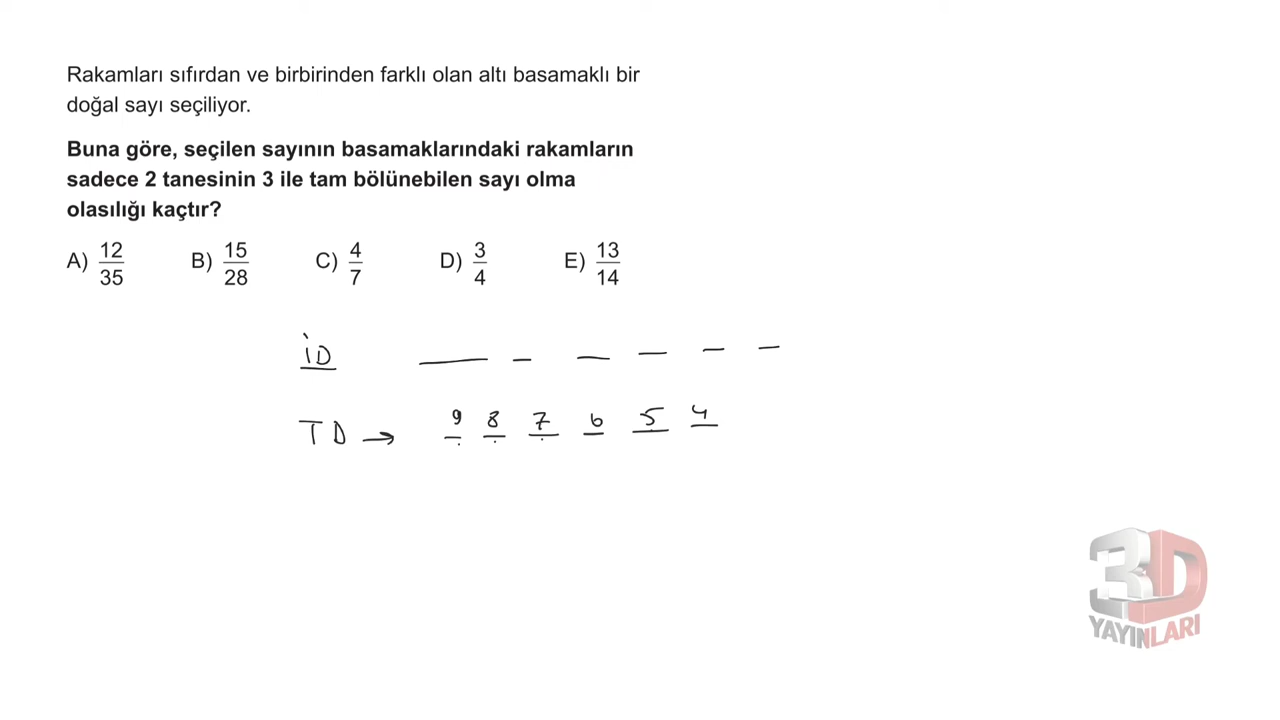 Rakamları sıfırdan ve birbirinden farklı olan altı basamaklı bir
doğal sayı seçiliyor.
Buna göre, seçilen sayının basamaklarındaki rakamların
sadece 2 tanesinin 3 ile tam bölünebilen sayı olma
olasılığı kaçtır?
A) 12/35 B) 15/28 C) 4/7 D) 3/4 E) 13/14
İD
TD → 9 8 7 6 5 4
3D
YAYINLARI